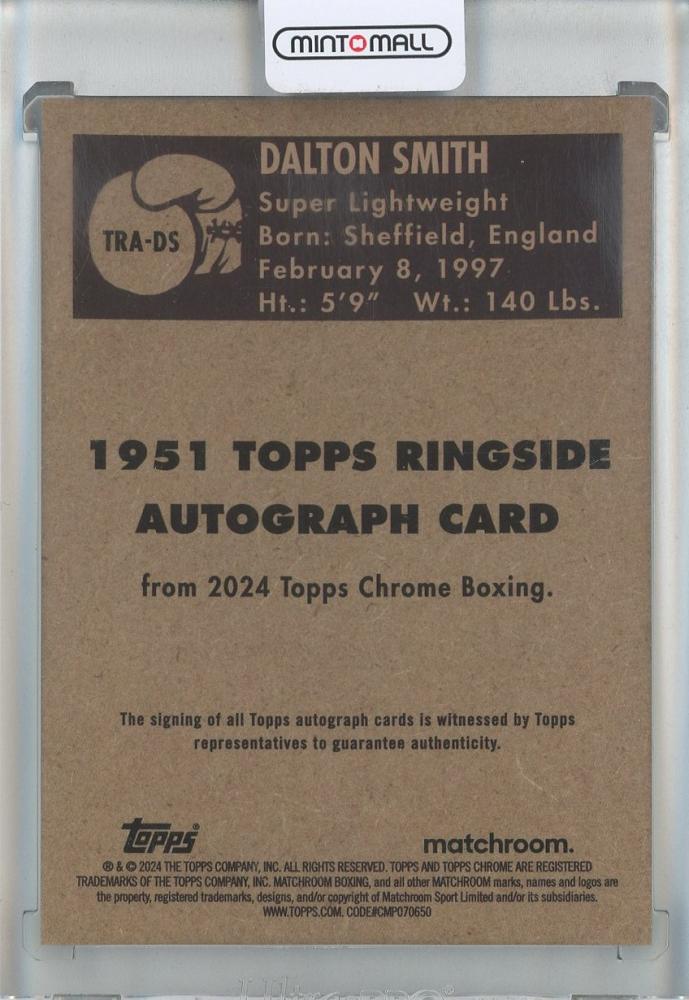 MINT MALL
DALTON SMITH
TRA-DS
Super Lightweight
Born: Sheffield, England
February 8, 1997
Ht.: 5'9" Wt.: 140 Lbs.
1951 TOPPS RINGSIDE
AUTOGRAPH CARD
from 2024 Topps Chrome Boxing.
The signing of all Topps autograph cards is witnessed by Topps
representatives to guarantee authenticity.
Topps®
matchroom.
® & © 2024 THE TOPPS COMPANY, INC. ALL RIGHTS RESERVED. TOPPS AND TOPPS CHROME ARE REGISTERED
TRADEMARKS OF THE TOPPS COMPANY, INC. MATCHROOM BOXING, and all other MATCHROOM marks, names and logos are
the property, registered trademarks, designs, and/or copyright of Matchroom Sport Limited and/or its subsidiaries.
WWW.TOPPS.COM. CODE#CMP070650